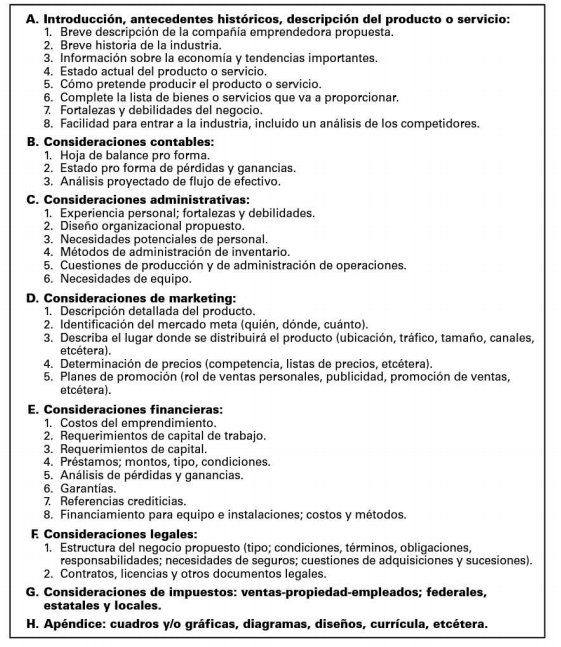 A. Introducción, antecedentes históricos, descripción del producto o servicio:
1. Breve descripción de la compañía emprendedora propuesta.
2. Breve historia de la industria.
3. Información sobre la economía y tendencias importantes.
4. Estado actual del producto o servicio.
5. Cómo pretende producir el producto o servicio.
6. Complete la lista de bienes o servicios que va a proporcionar.
7. Fortalezas y debilidades del negocio.
8. Facilidad para entrar a la industria, incluido un análisis de los competidores.
B. Consideraciones contables:
1. Hoja de balance pro forma.
2. Estado pro forma de pérdidas y ganancias.
3. Análisis proyectado de flujo de efectivo.
C. Consideraciones administrativas:
1. Experiencia personal; fortalezas y debilidades.
2. Diseño organizacional propuesto.
3. Necesidades potenciales de personal.
4. Métodos de administración de inventario.
5. Cuestiones de producción y de administración de operaciones.
6. Necesidades de equipo.
D. Consideraciones de marketing:
1. Descripción detallada del producto.
2. Identificación del mercado meta (quién, dónde, cuánto).
3. Describa el lugar donde se distribuirá el producto (ubicación, tráfico, tamaño, canales,
etcétera).
4. Determinación de precios (competencia, listas de precios, etcétera).
5. Planes de promoción (rol de ventas personales, publicidad, promoción de ventas,
etcétera).
E. Consideraciones financieras:
1. Costos del emprendimiento.
2. Requerimientos de capital de trabajo.
3. Requerimientos de capital.
4. Préstamos; montos, tipo, condiciones.
5. Análisis de pérdidas y ganancias.
6. Garantías.
7. Referencias crediticias.
8. Financiamiento para equipo e instalaciones; costos y métodos.
F. Consideraciones legales:
1. Estructura del negocio propuesto (tipo; condiciones, términos, obligaciones,
responsabilidades; necesidades de seguros; cuestiones de adquisiciones y sucesiones).
2. Contratos, licencias y otros documentos legales.
G. Consideraciones de impuestos: ventas-propiedad-empleados; federales,
estatales y locales.
H. Apéndice: cuadros y/o gráficas, diagramas, diseños, currícula, etcétera.